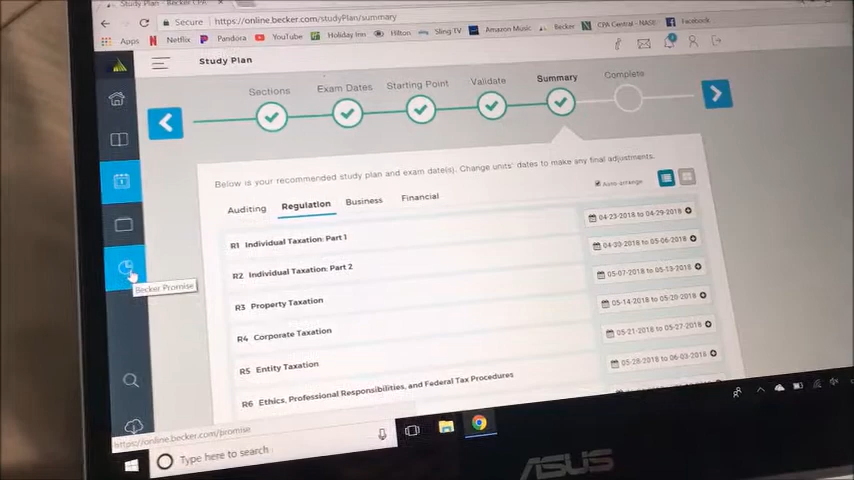 Study Plan - Becker CPA
Secure https://online.becker.com/studyPlan/summary
Apps Netflix Pandora YouTube Holiday Inn Hilton Sling TV Amazon Music Becker CPA Central - NASB Facebook
Study Plan
Sections Exam Dates Starting Point Validate Summary Complete
Below is your recommended study plan and exam date(s). Change units' dates to make any final adjustments.
Auditing Regulation Business Financial
Auto-arrange
R1 Individual Taxation: Part 1 04-23-2018 to 04-29-2018
R2 Individual Taxation: Part 2 04-30-2018 to 05-06-2018
R3 Property Taxation 05-07-2018 to 05-13-2018
R4 Corporate Taxation 05-14-2018 to 05-20-2018
R5 Entity Taxation 05-21-2018 to 05-27-2018
R6 Ethics, Professional Responsibilities, and Federal Tax Procedures 05-28-2018 to 06-03-2018
Becker Promise
https://online.becker.com/promise
Type here to search
ASUS